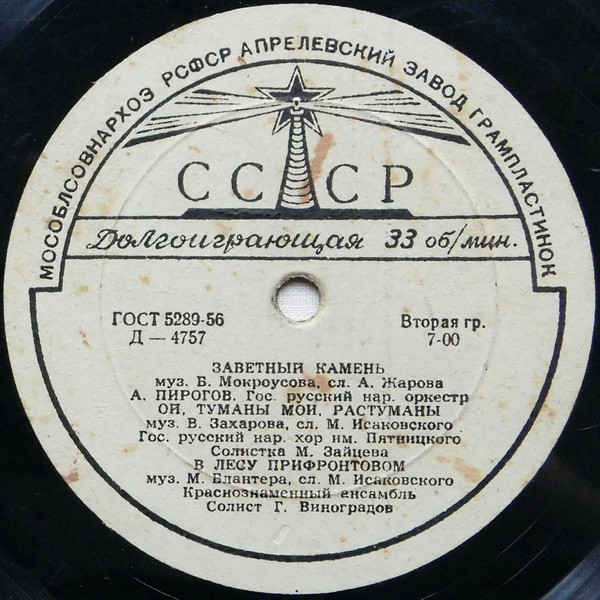 МОСОБЛСОВНАРХОЗ РСФСР АПРЕЛЕВСКИЙ ЗАВОД ГРАМПЛАСТИНОК
СССР
Долгоиграющая 33 об/мин.
ГОСТ 5289-56
Д — 4757
Вторая гр.
7-00
ЗАВЕТНЫЙ КАМЕНЬ
муз. Б. Мокроусова, сл. А. Жарова
А. ПИРОГОВ. Гос. русский нар. оркестр
ОЙ, ТУМАНЫ МОИ, РАСТУМАНЫ
муз. В. Захарова, сл. М. Исаковского
Гос. русский нар. хор им. Пятницкого
Солистка М. Зайцева
В ЛЕСУ ПРИФРОНТОВОМ
муз. М. Блантера, сл. М. Исаковского
Краснознаменный ансамбль
Солист Г. Виноградов